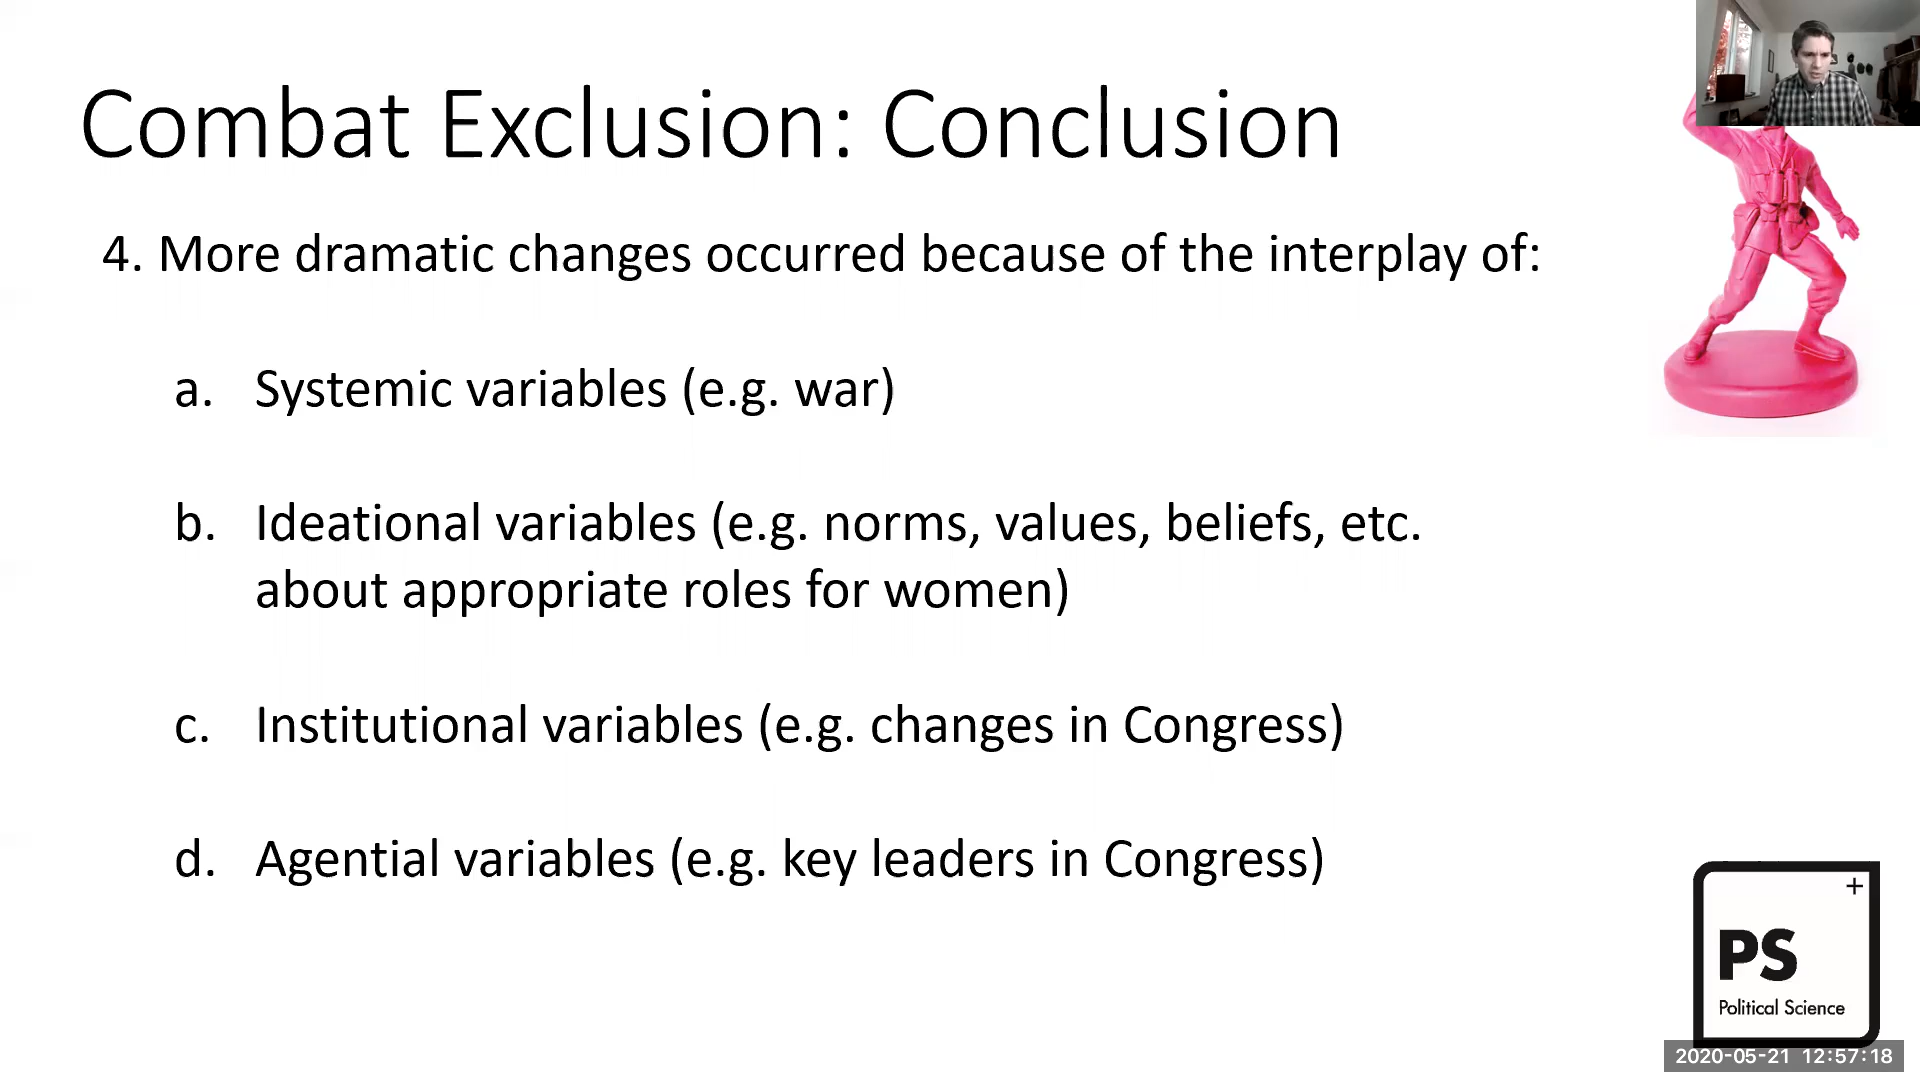 Combat Exclusion: Conclusion
4. More dramatic changes occurred because of the interplay of:
a. Systemic variables (e.g. war)
b. Ideational variables (e.g. norms, values, beliefs, etc.
about appropriate roles for women)
c. Institutional variables (e.g. changes in Congress)
d. Agential variables (e.g. key leaders in Congress)
+
PS
Political Science
2020-05-21 12:57:18